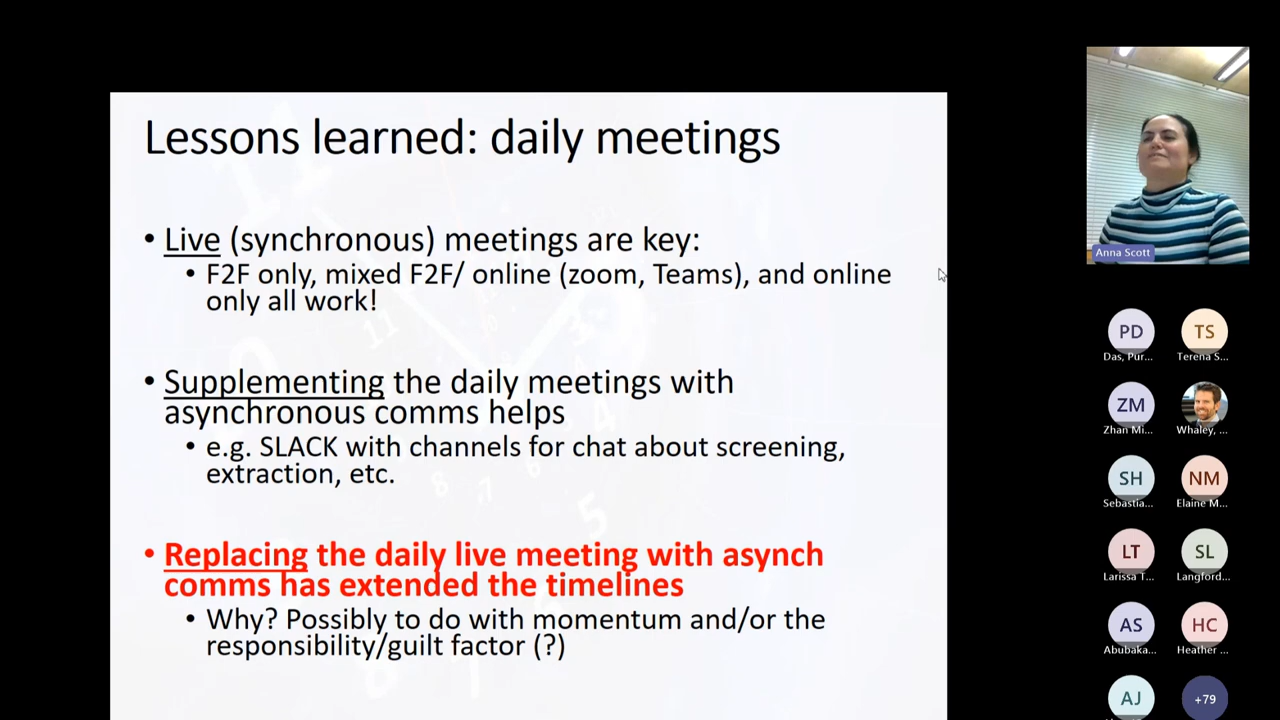 Lessons learned: daily meetings
• Live (synchronous) meetings are key:
• F2F only, mixed F2F/ online (zoom, Teams), and online
only all work!
• Supplementing the daily meetings with
asynchronous comms helps
• e.g. SLACK with channels for chat about screening,
extraction, etc.
• Replacing the daily live meeting with asynch
comms has extended the timelines
• Why? Possibly to do with momentum and/or the
responsibility/guilt factor (?)
Anna Scott
PD
TS
Das, Pur...
Terena S...
ZM
Zhan Mi...
Whaley, ...
SH
NM
Sebastia...
Elaine M...
LT
SL
Larissa T...
Langford...
AS
HC
Abubaka...
Heather ...
AJ
+79